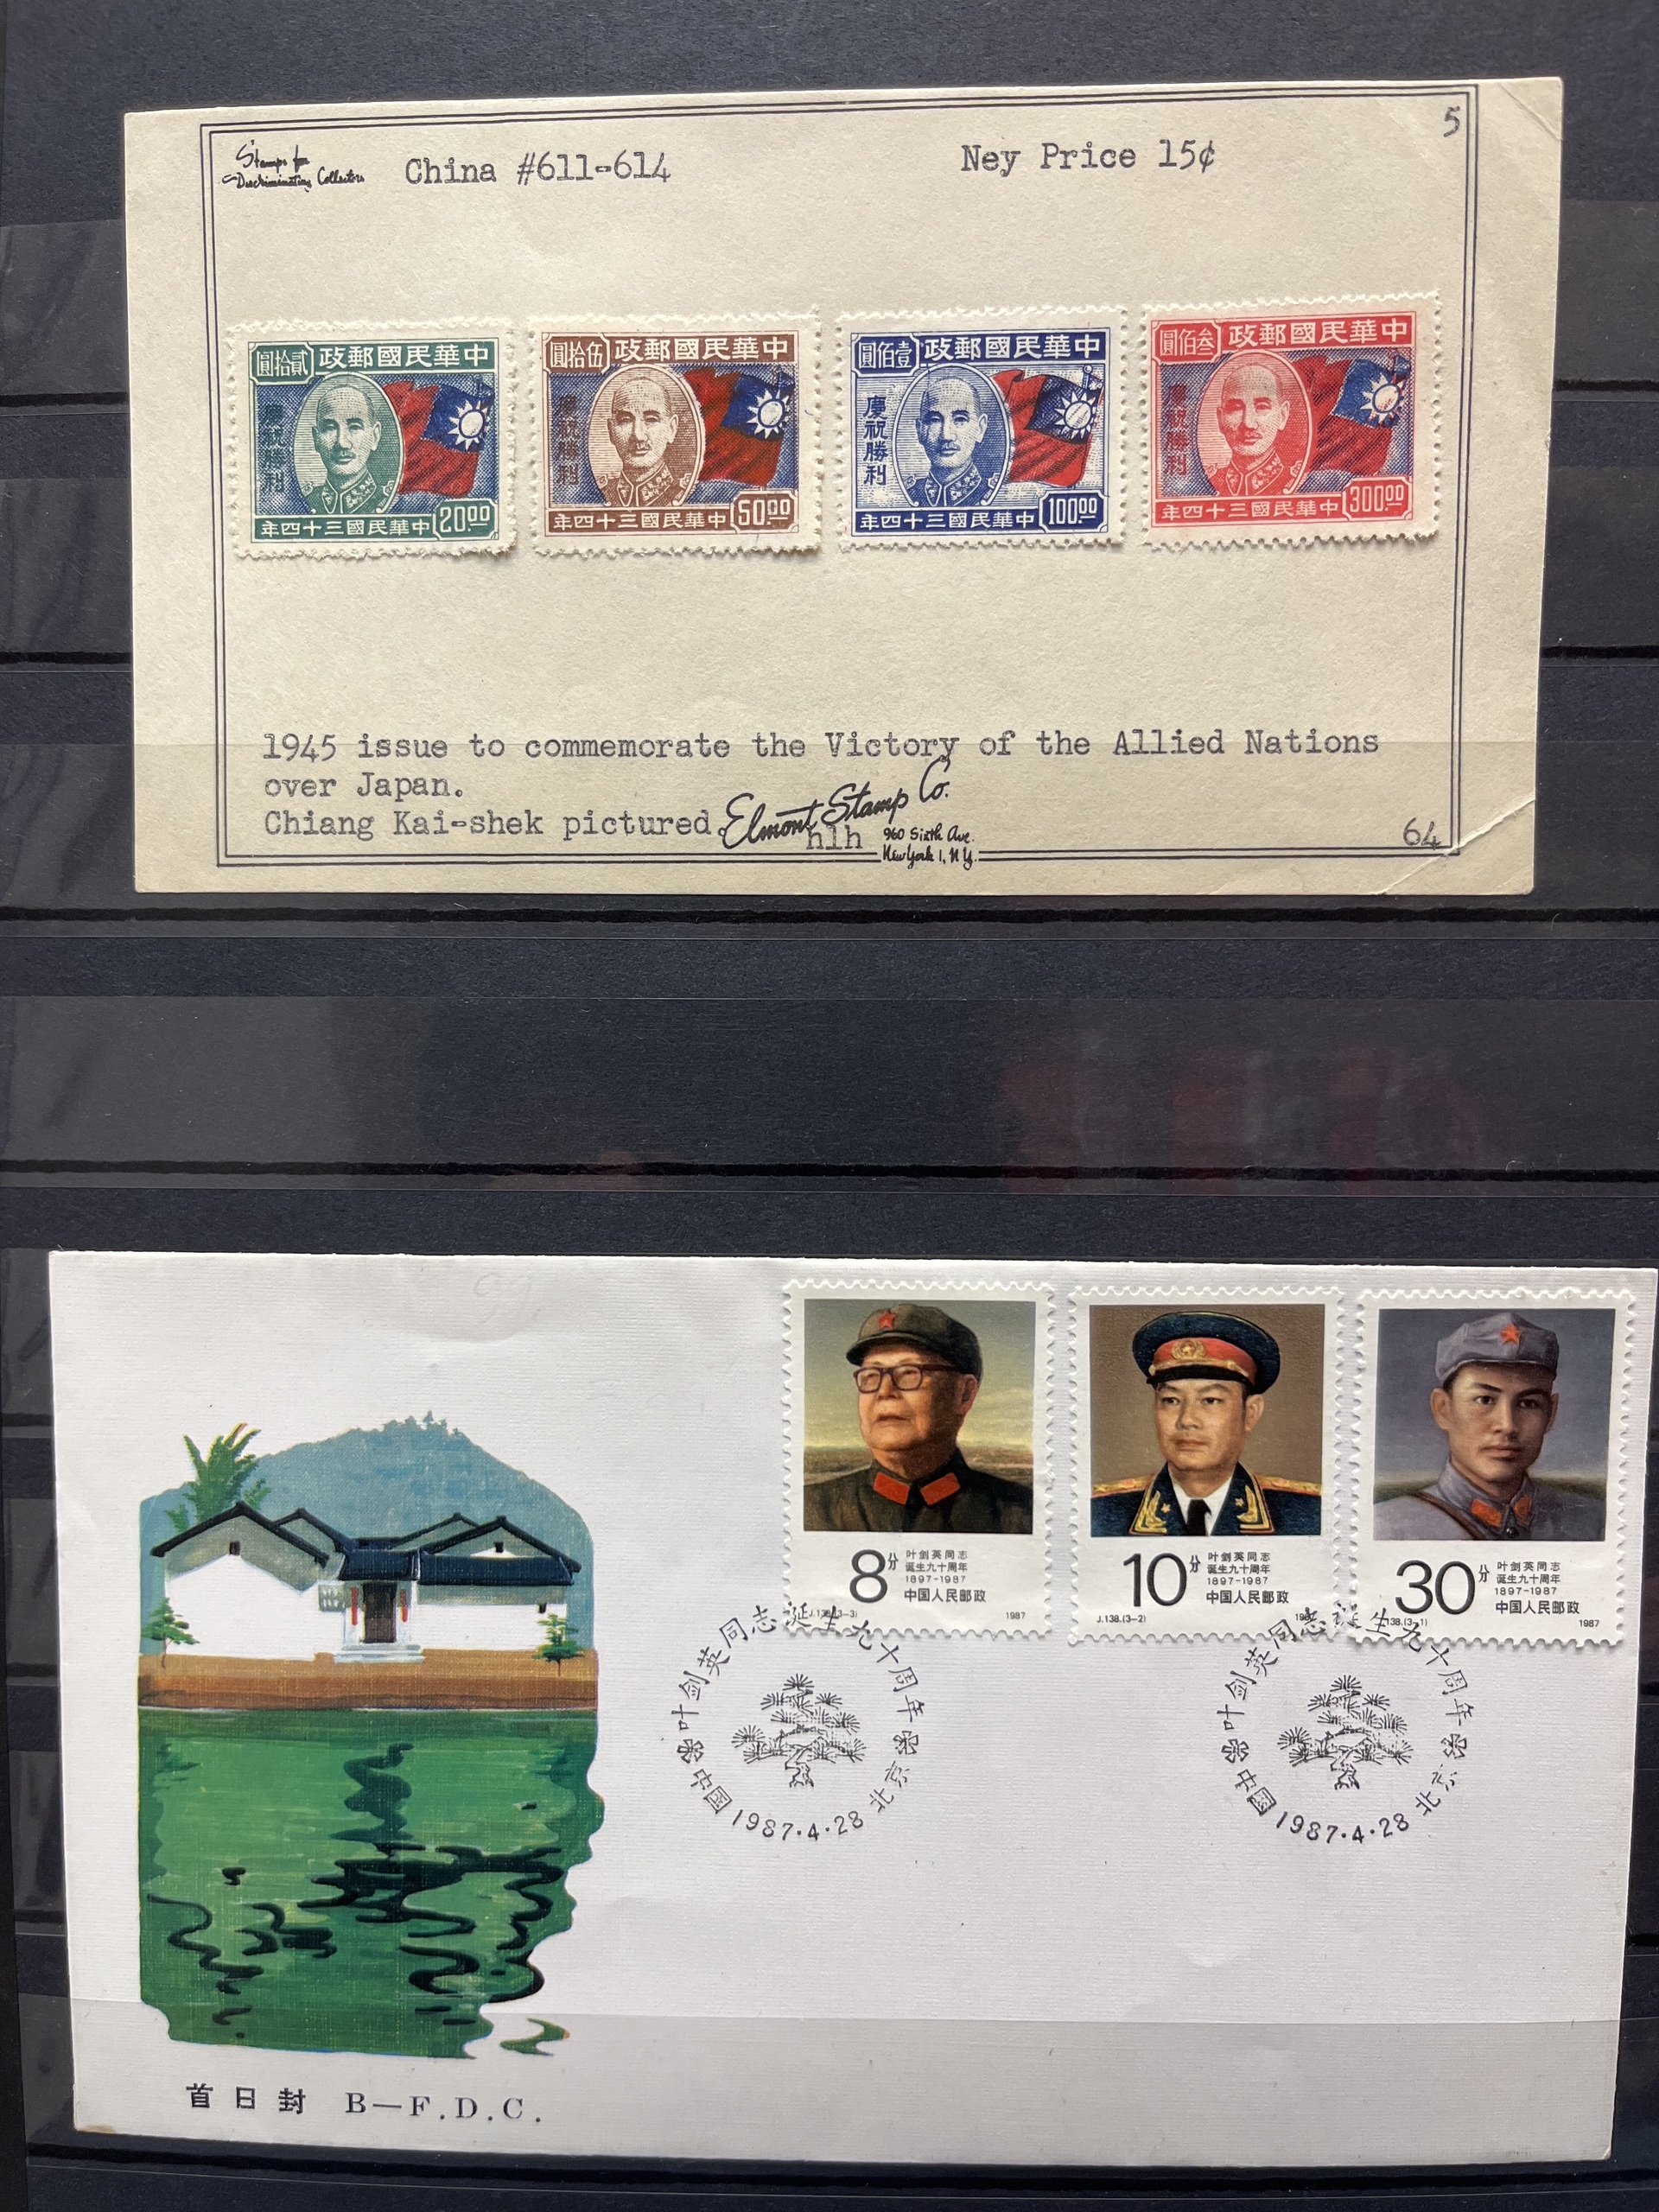 5
Stamps for
Discriminating Collectors
China #611-614
Ney Price 15¢
圓拾貳 政郵國民華中
慶祝勝利
年四十三國民華中
20.00
圓拾伍 政郵國民華中
慶祝勝利
年四十三國民華中
50.00
圓佰壹 政郵國民華中
慶祝勝利
年四十三國民華中
100.00
圓佰叁 政郵國民華中
慶祝勝利
年四十三國民華中
300.00
1945 issue to commemorate the Victory of the Allied Nations
over Japan.
Chiang Kai-shek pictured.
hlh
Elmont Stamp Co.
960 Sixth Ave.
New York 1, N.Y.
64
8分
叶剑英同志
诞生九十周年
1897-1987
中国人民邮政
J.138.(3-3)
1987
10分
叶剑英同志
诞生九十周年
1897-1987
中国人民邮政
J.138.(3-2)
1987
30分
叶剑英同志
诞生九十周年
1897-1987
中国人民邮政
J.138.(3-1)
1987
叶剑英同志诞生九十周年
中国 1987.4.28 北京
叶剑英同志诞生九十周年
中国 1987.4.28 北京
首日封 B—F.D.C.